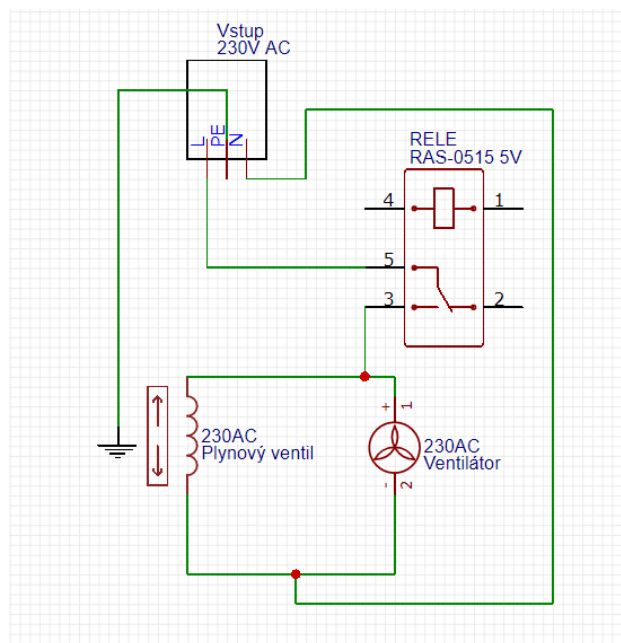 Vstup
230V AC
L
PE
N
RELE
RAS-0515 5V
4
1
5
3
2
+
1
230AC
Plynový ventil
230AC
Ventilátor
-
2